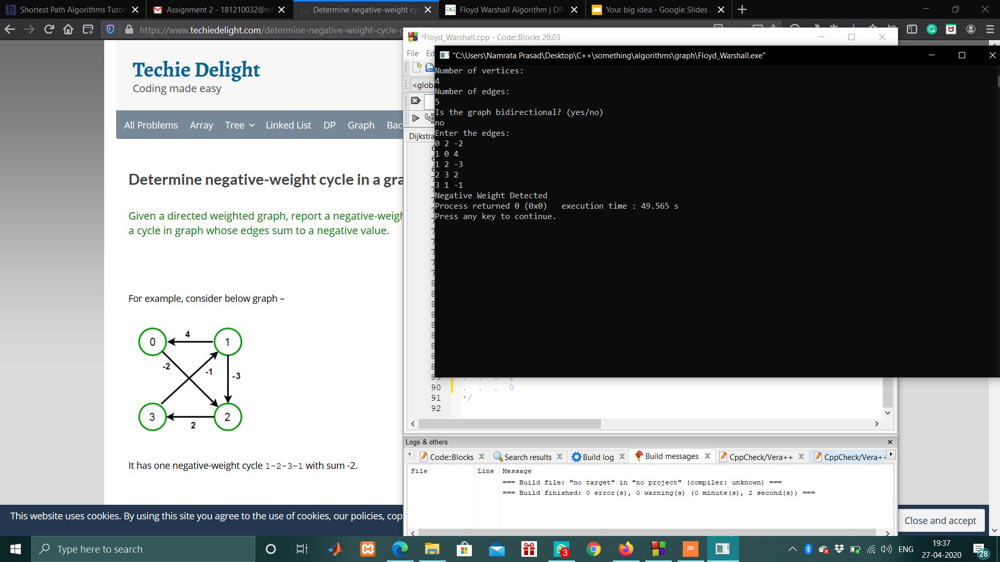 Shortest Path Algorithms Tutor
Assignment 2 - 181210032@nit
Determine negative-weight cyc
Floyd Warshall Algorithm | DP-
Your big idea - Google Slides
https://www.techiedelight.com/determine-negative-weight-cycle-g
*Floyd_Warshall.cpp - Code::Blocks 20.03
File Ed
"C:\Users\Namrata Prasad\Desktop\C++\something\algorithms\graph\Floyd_Warshall.exe"
Techie Delight
Coding made easy
All Problems Array Tree Linked List DP Graph Bac
<globa
Dijkstra
Number of vertices:
4
Number of edges:
5
Is the graph bidirectional? (yes/no)
no
Enter the edges:
0 2 -2
1 0 4
1 2 -3
2 3 2
3 1 -1
Negative Weight Detected
Process returned 0 (0x0)   execution time : 49.565 s
Press any key to continue.
Determine negative-weight cycle in a gra
Given a directed weighted graph, report a negative-weigh
a cycle in graph whose edges sum to a negative value.
For example, consider below graph –
0 4 1
-2 -1 -3
3 2 2
It has one negative-weight cycle 1-2-3-1 with sum -2.
89 . . 0 1
90 . . . 0
91 */
92
Logs & others
Code::Blocks Search results Build log Build messages CppCheck/Vera++ CppCheck/Vera++
File Line Message
=== Build file: "no target" in "no project" (compiler: unknown) ===
=== Build finished: 0 error(s), 0 warning(s) (0 minute(s), 2 second(s)) ===
This website uses cookies. By using this site you agree to the use of cookies, our policies, cop
Close and accept
Type here to search
3
ENG
19:37
27-04-2020
28